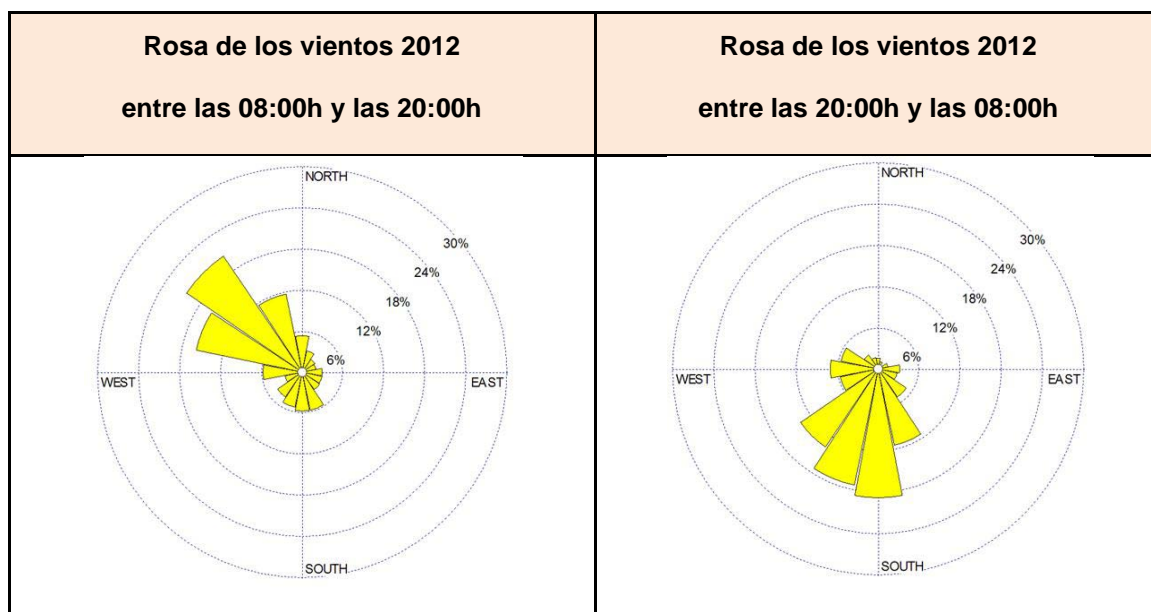 Rosa de los vientos 2012
entre las 08:00h y las 20:00h
Rosa de los vientos 2012
entre las 20:00h y las 08:00h
NORTH
30%
24%
18%
12%
6%
WEST
EAST
SOUTH
NORTH
30%
24%
18%
12%
6%
WEST
EAST
SOUTH